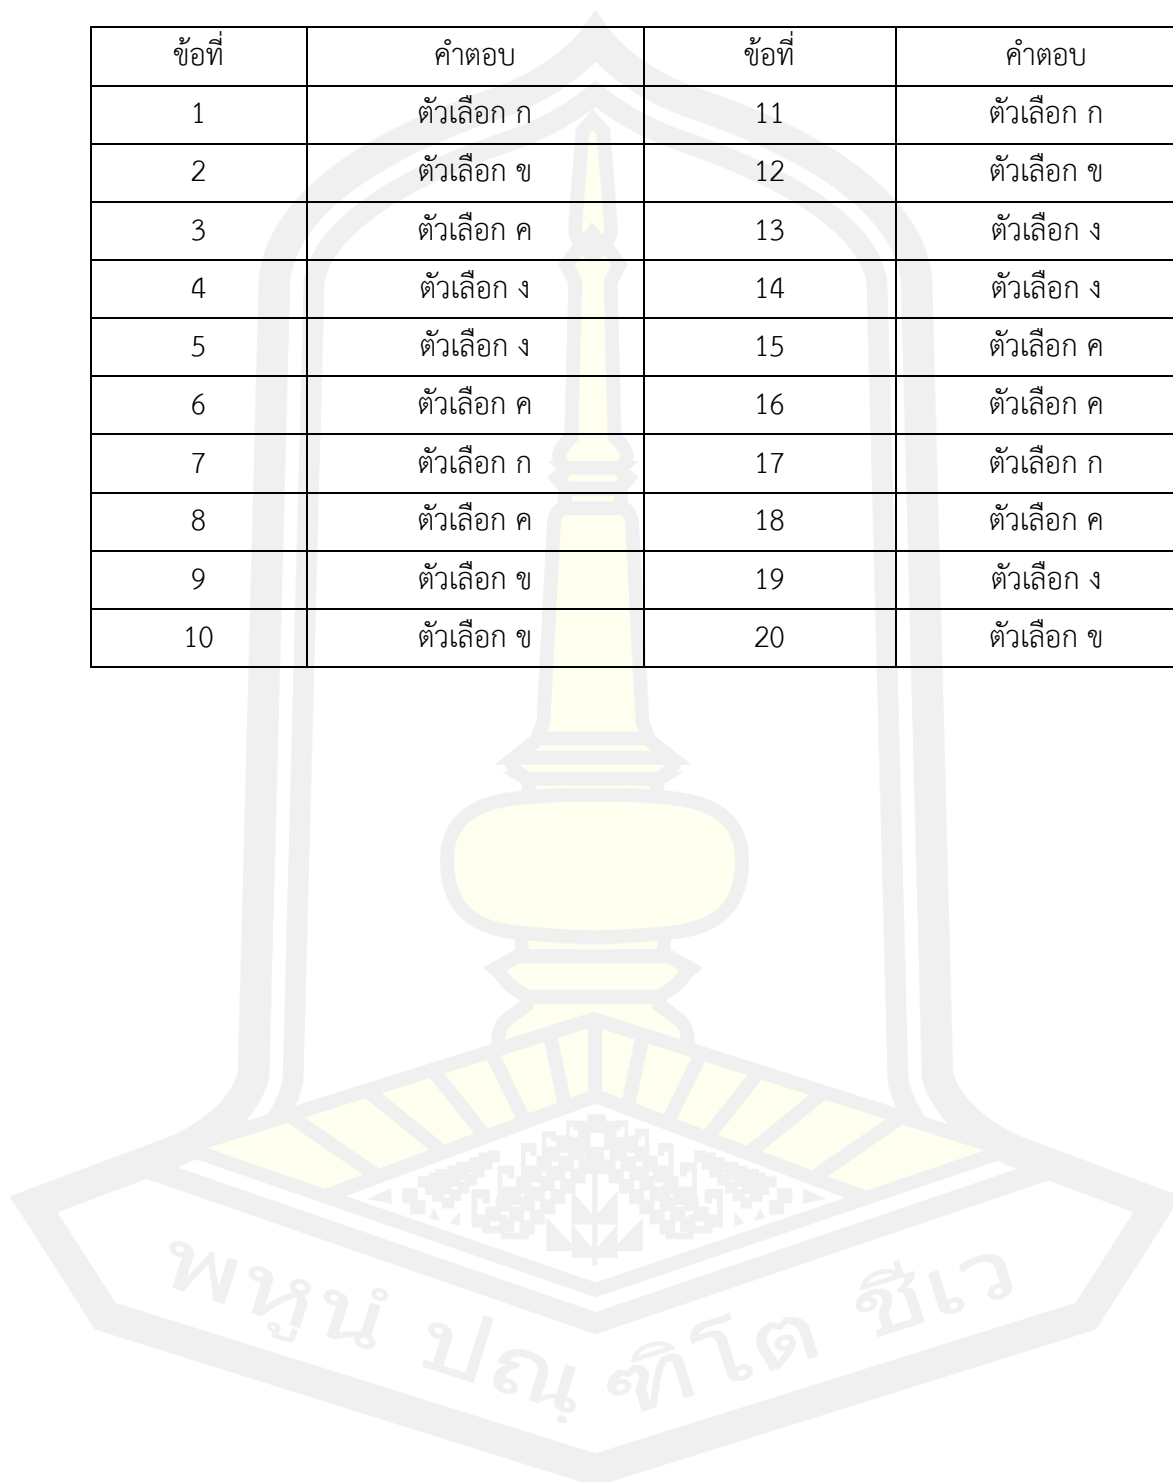 ข้อที่ คำตอบ ข้อที่ คำตอบ
1 ตัวเลือก ก 11 ตัวเลือก ก
2 ตัวเลือก ข 12 ตัวเลือก ข
3 ตัวเลือก ค 13 ตัวเลือก ง
4 ตัวเลือก ง 14 ตัวเลือก ง
5 ตัวเลือก ง 15 ตัวเลือก ค
6 ตัวเลือก ค 16 ตัวเลือก ค
7 ตัวเลือก ก 17 ตัวเลือก ก
8 ตัวเลือก ค 18 ตัวเลือก ค
9 ตัวเลือก ข 19 ตัวเลือก ง
10 ตัวเลือก ข 20 ตัวเลือก ข
พหูนํ ปณฺ ฑิโต ชีเว